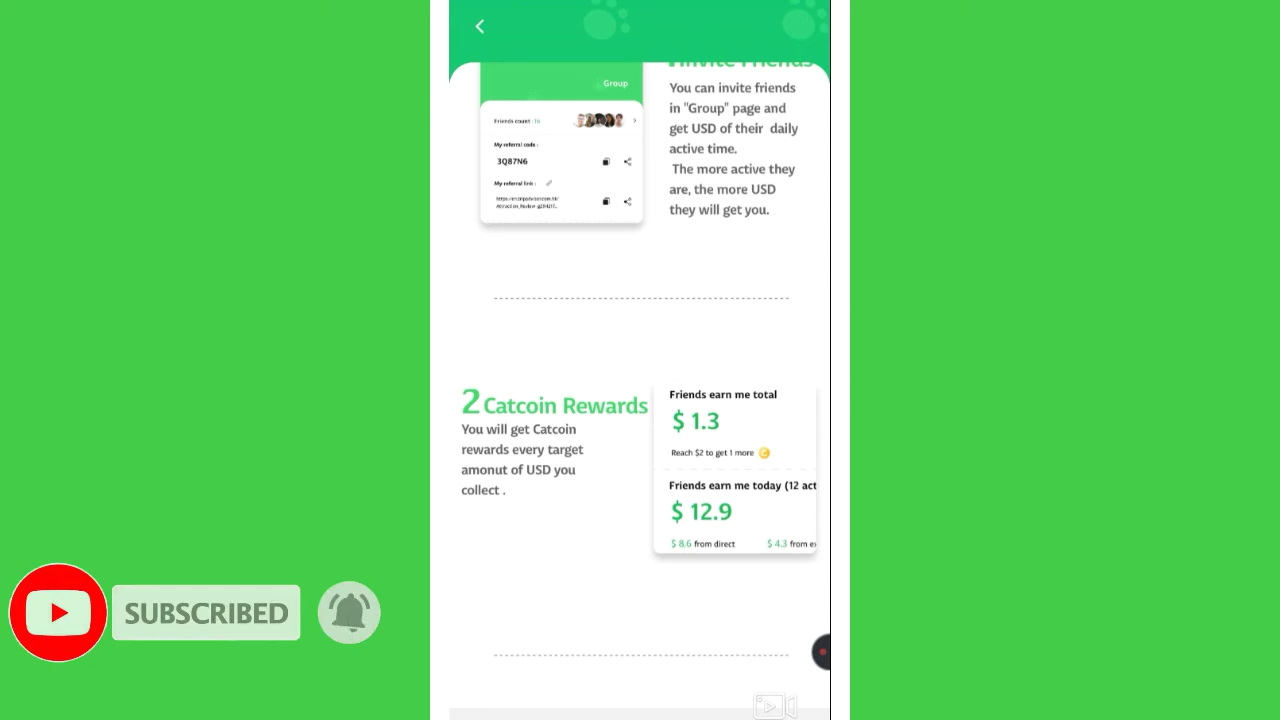 Invite Friends
Group
You can invite friends
in "Group" page and
get USD of their daily
active time.
The more active they
are, the more USD
they will get you.
Friends count : 16
My referral code :
3Q87N6
My referral link :
2 Catcoin Rewards
You will get Catcoin
rewards every target
amonut of USD you
collect .
Friends earn me total
$ 1.3
Reach $2 to get 1 more
Friends earn me today (12 act
$ 12.9
$ 8.6 from direct
$ 4.3 from ex
SUBSCRIBED